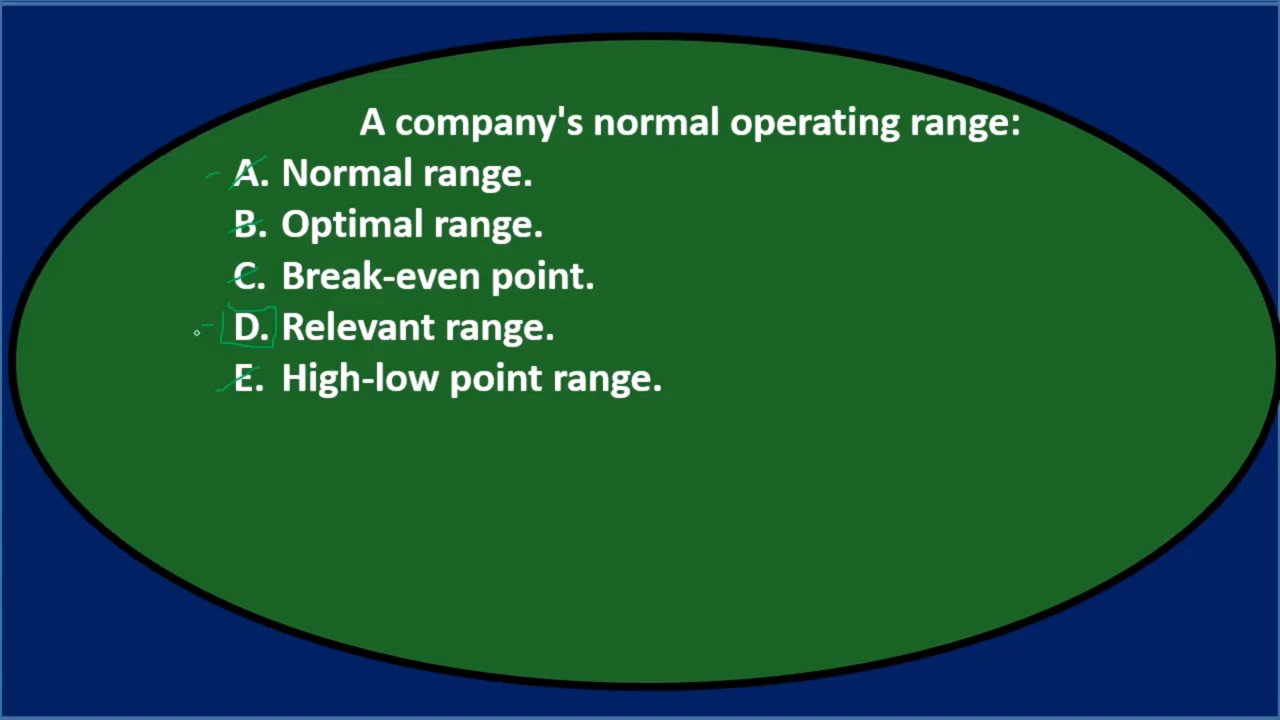 A company's normal operating range:
A. Normal range.
B. Optimal range.
C. Break-even point.
D. Relevant range.
E. High-low point range.